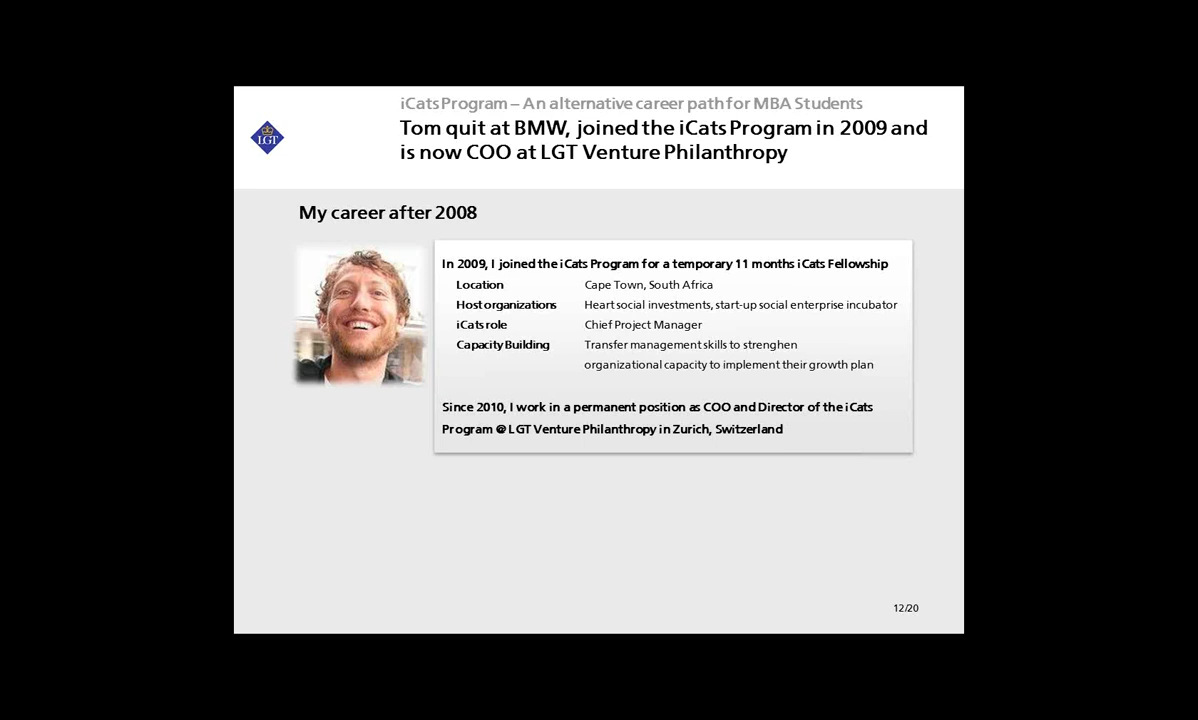 iCats Program – An alternative career path for MBA Students
Tom quit at BMW, joined the iCats Program in 2009 and
is now COO at LGT Venture Philanthropy
LGT
My career after 2008
In 2009, I joined the iCats Program for a temporary 11 months iCats Fellowship
Location Cape Town, South Africa
Host organizations Heart social investments, start-up social enterprise incubator
iCats role Chief Project Manager
Capacity Building Transfer management skills to strenghen
organizational capacity to implement their growth plan
Since 2010, I work in a permanent position as COO and Director of the iCats
Program @ LGT Venture Philanthropy in Zurich, Switzerland
12/20